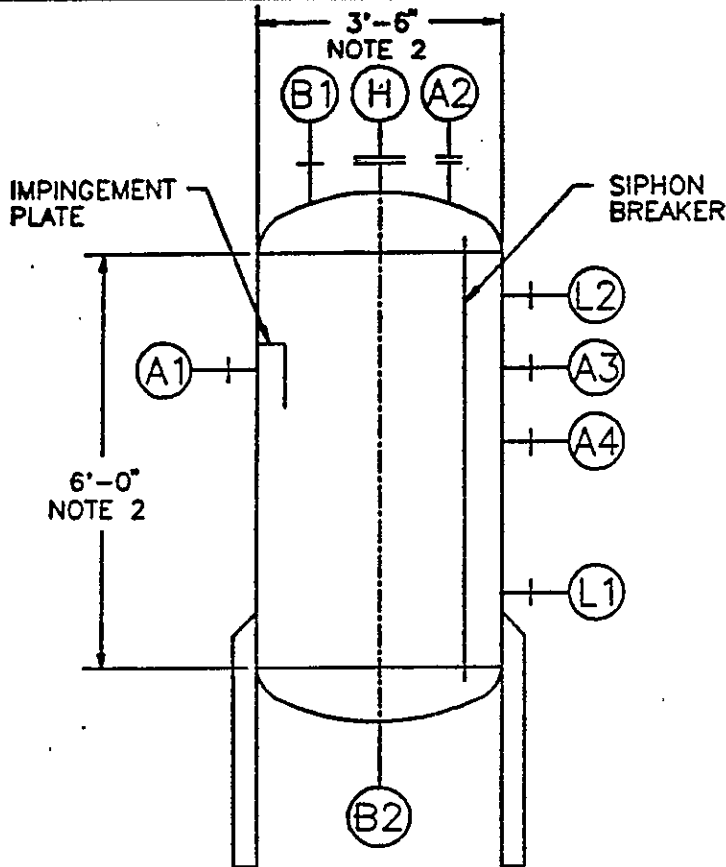 3'-6"
NOTE 2
B1
H
A2
IMPINGEMENT
PLATE
SIPHON
BREAKER
L2
A1
A3
A4
6'-0"
NOTE 2
L1
B2